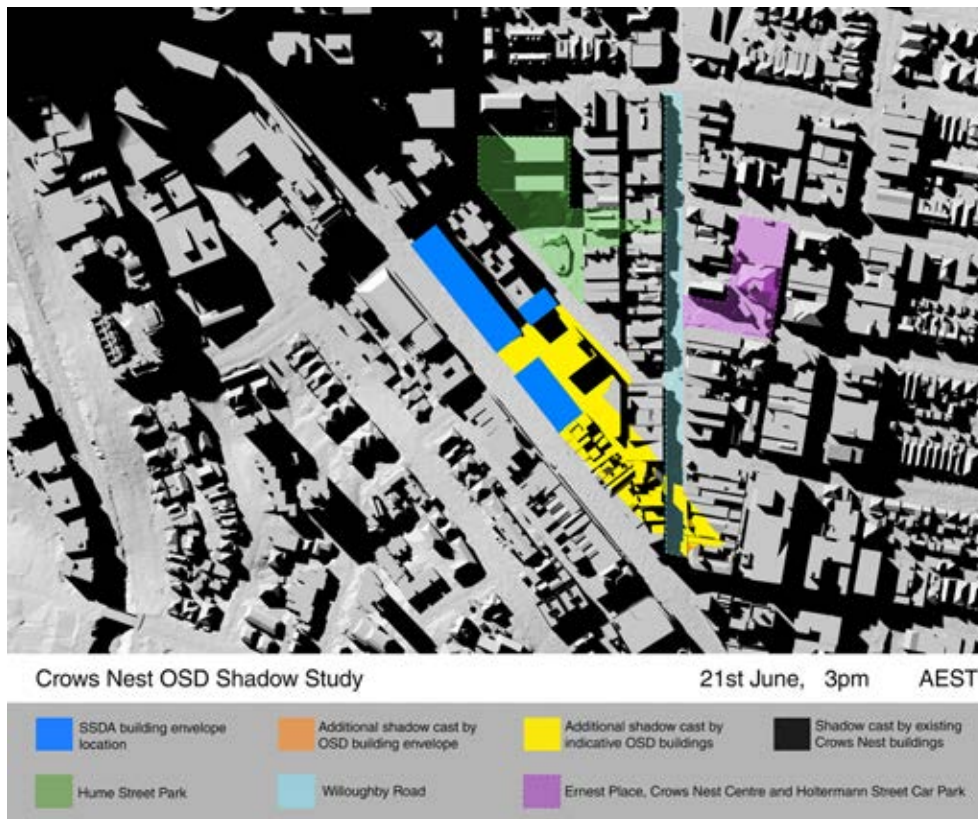 Crows Nest OSD Shadow Study
21st June, 3pm AEST
SSDA building envelope
location
Additional shadow cast by
OSD building envelope
Additional shadow cast by
indicative OSD buildings
Shadow cast by existing
Crows Nest buildings
Hume Street Park
Willoughby Road
Ernest Place, Crows Nest Centre and Holtermann Street Car Park